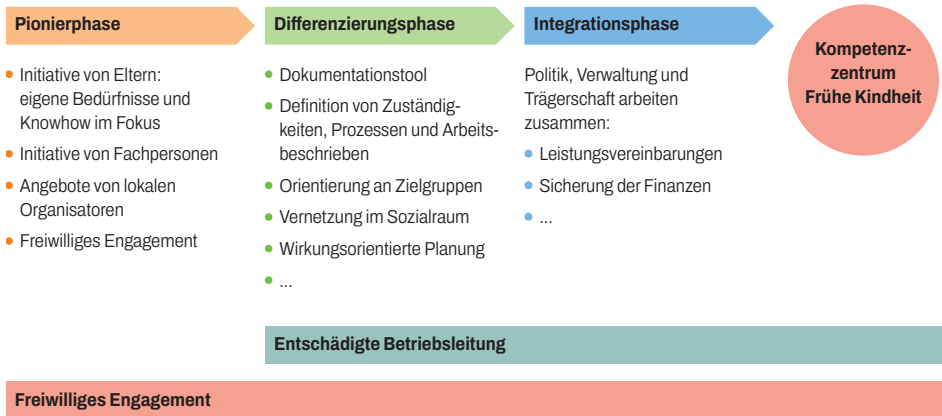 Pionierphase
Initiative von Eltern:
eigene Bedürfnisse und
Knowhow im Fokus
Initiative von Fachpersonen
Angebote von lokalen
Organisatoren
Freiwilliges Engagement
Differenzierungsphase
Dokumentationstool
Definition von Zuständig-
keiten, Prozessen und Arbeits-
beschrieben
Orientierung an Zielgruppen
Vernetzung im Sozialraum
Wirkungsorientierte Planung
...
Integrationsphase
Politik, Verwaltung und
Trägerschaft arbeiten
zusammen:
Leistungsvereinbarungen
Sicherung der Finanzen
...
Kompetenz-
zentrum
Frühe Kindheit
Entschädigte Betriebsleitung
Freiwilliges Engagement